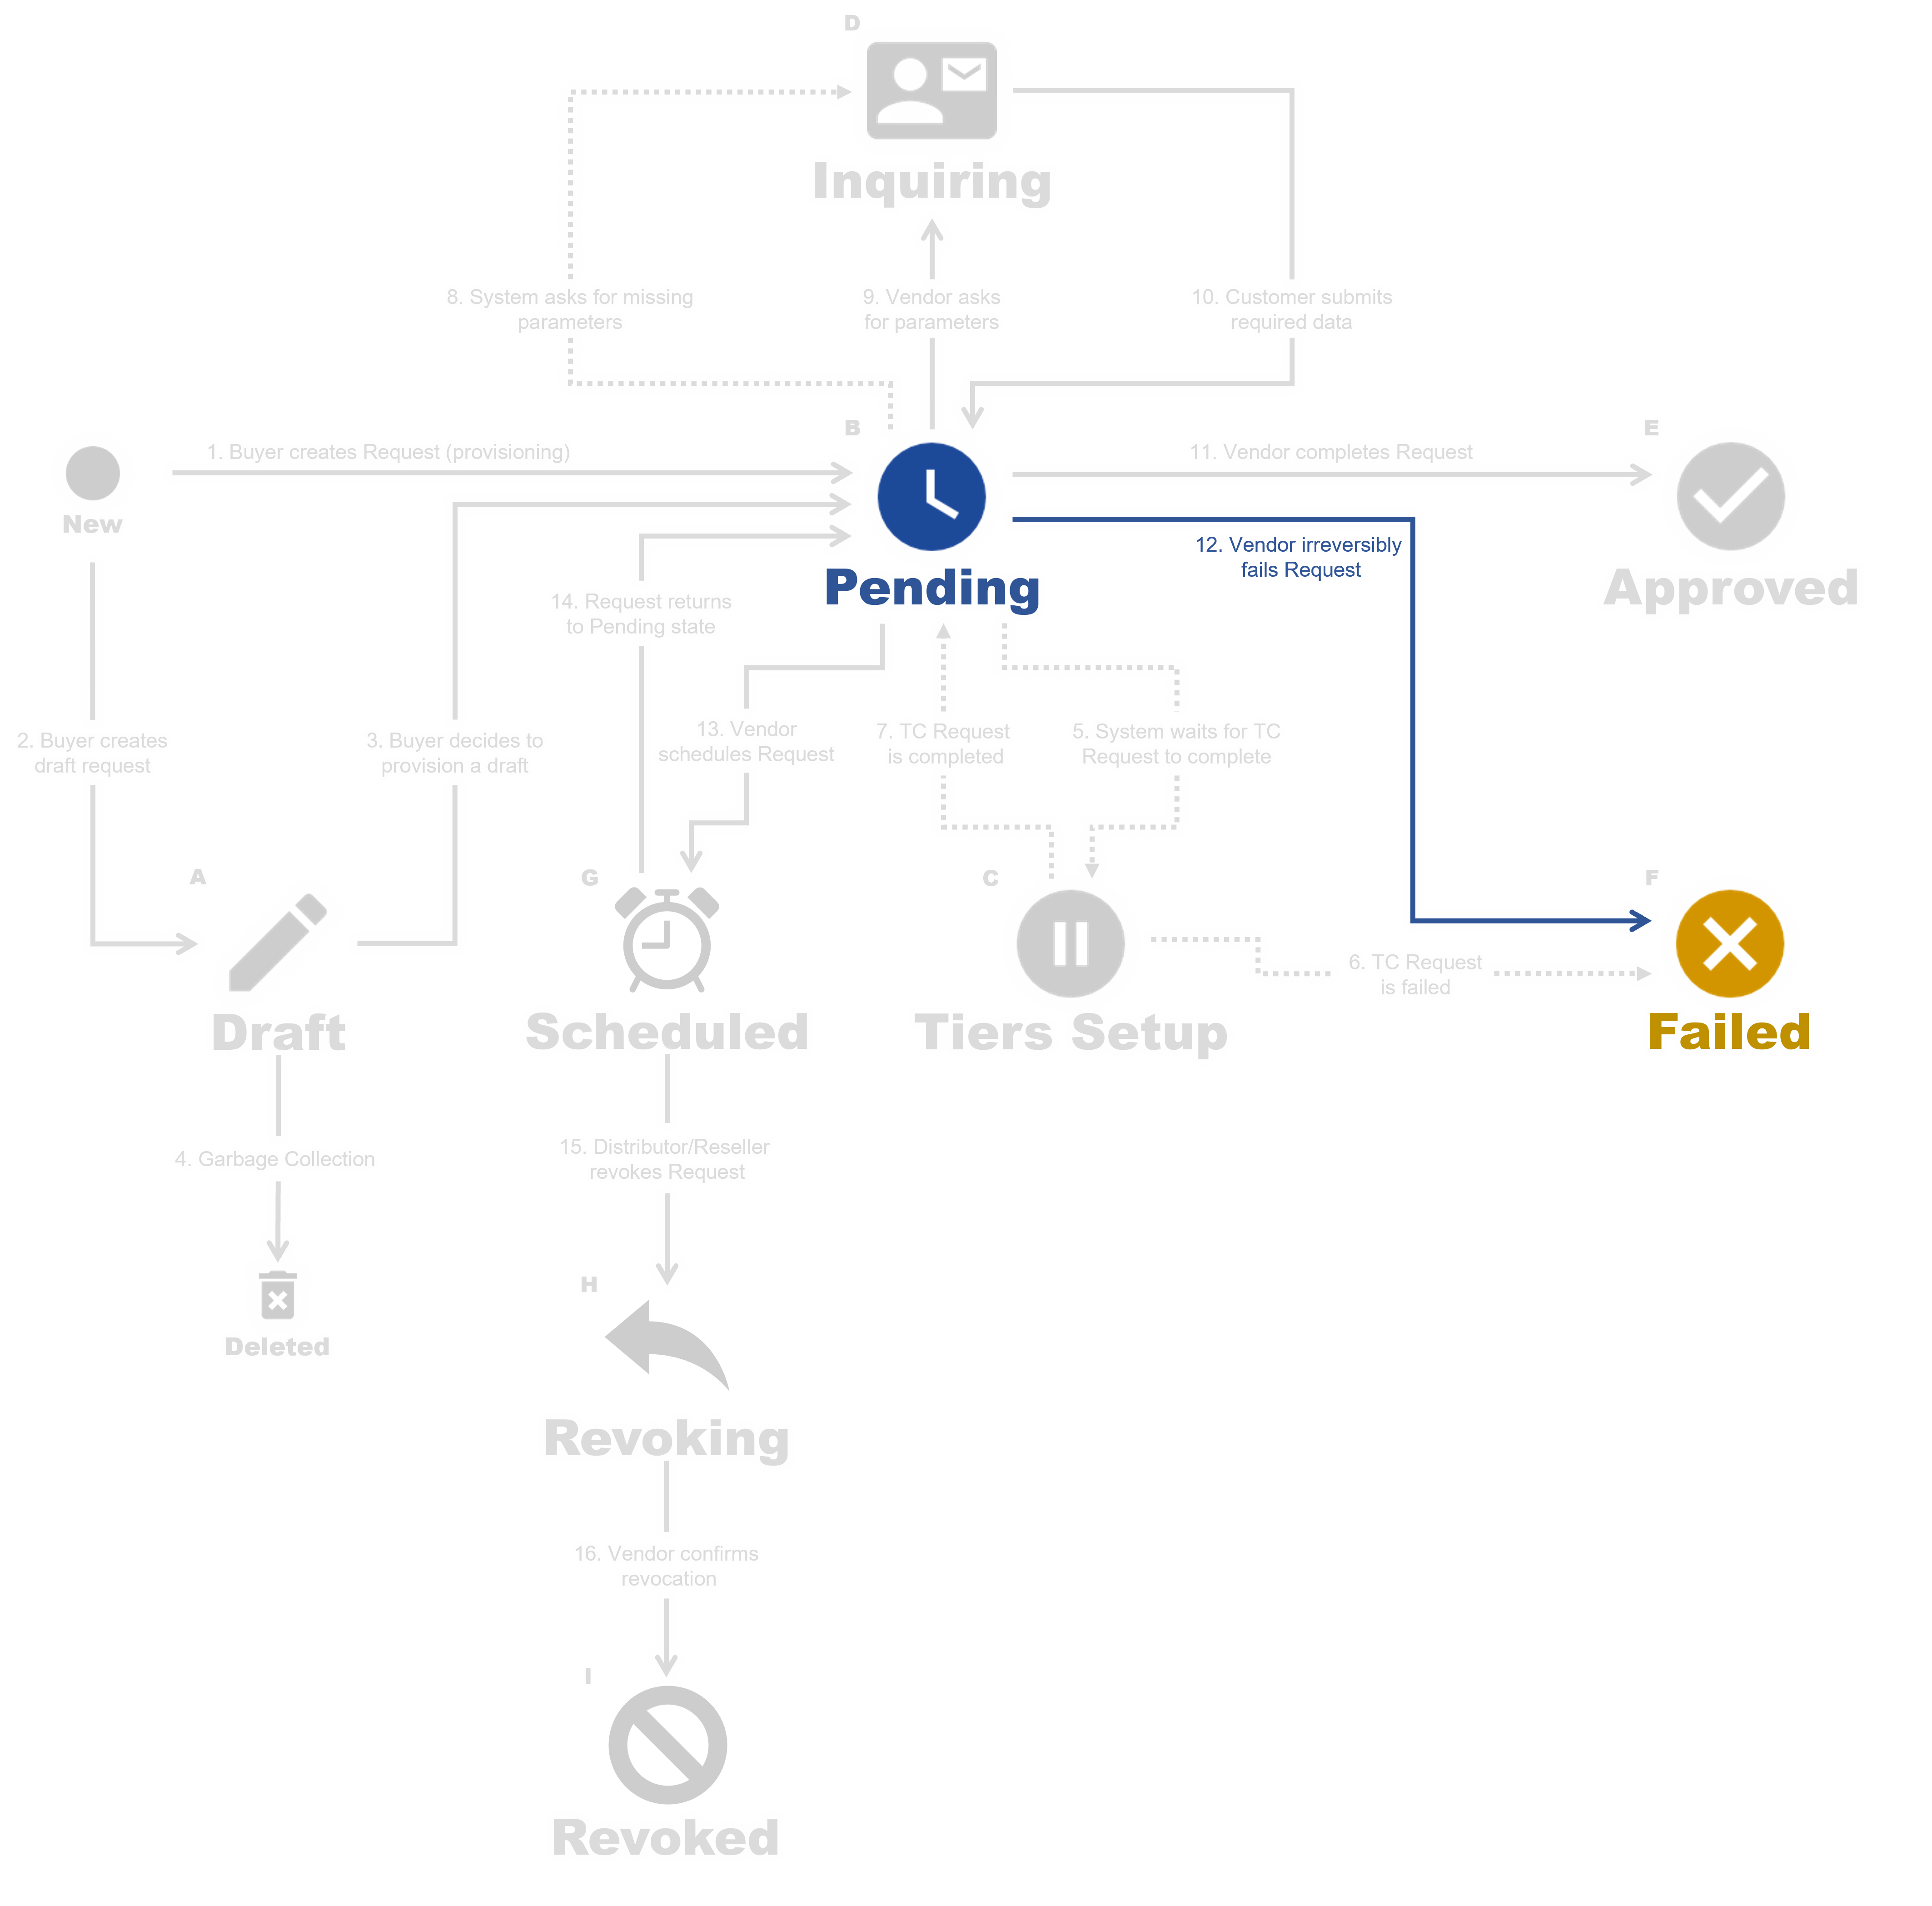 D
Inquiring
8. System asks for missing
parameters
9. Vendor asks
for parameters
10. Customer submits
required data
B
E
1. Buyer creates Request (provisioning)
11. Vendor completes Request
New
12. Vendor irreversibly
fails Request
Pending
Approved
14. Request returns
to Pending state
2. Buyer creates
draft request
3. Buyer decides to
provision a draft
13. Vendor
schedules Request
7. TC Request
is completed
5. System waits for TC
Request to complete
A
G
C
F
6. TC Request
is failed
Draft
Scheduled
Tiers Setup
Failed
4. Garbage Collection
15. Distributor/Reseller
revokes Request
H
Deleted
Revoking
16. Vendor confirms
revocation
I
Revoked